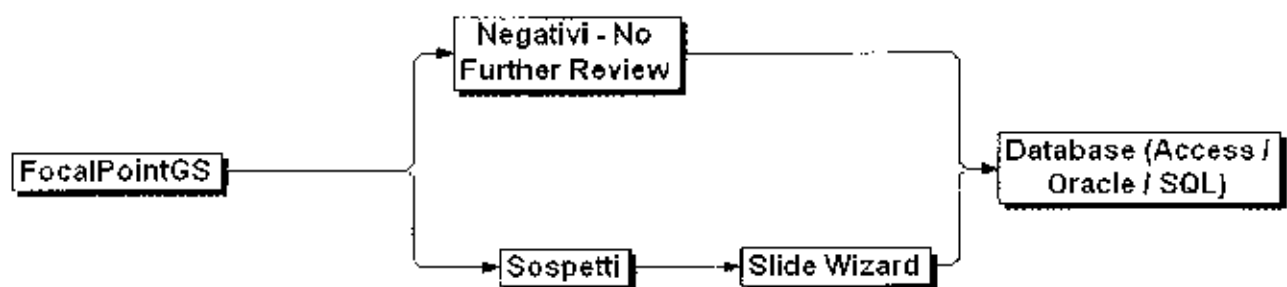 Negativi - No
Further Review
FocalPointGS
Database (Access /
Oracle / SQL)
Sospetti
Slide Wizard